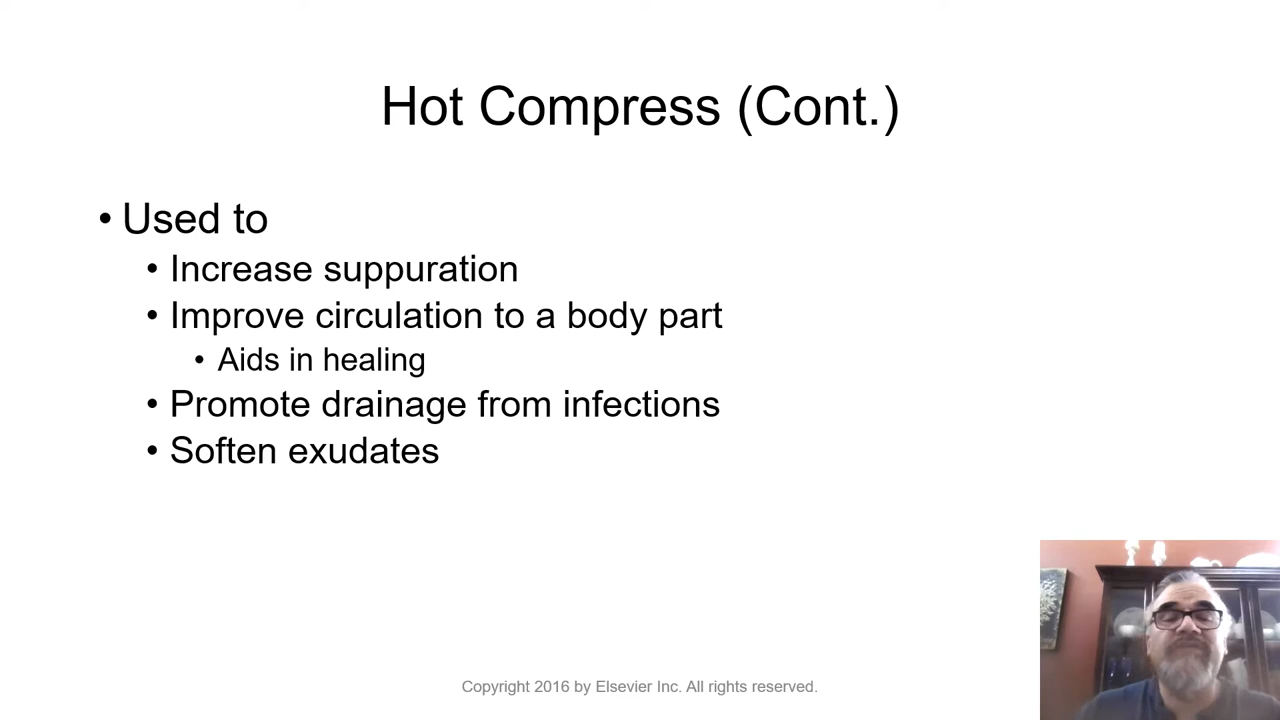 Hot Compress (Cont.)
• Used to
• Increase suppuration
• Improve circulation to a body part
• Aids in healing
• Promote drainage from infections
• Soften exudates
Copyright 2016 by Elsevier Inc. All rights reserved.